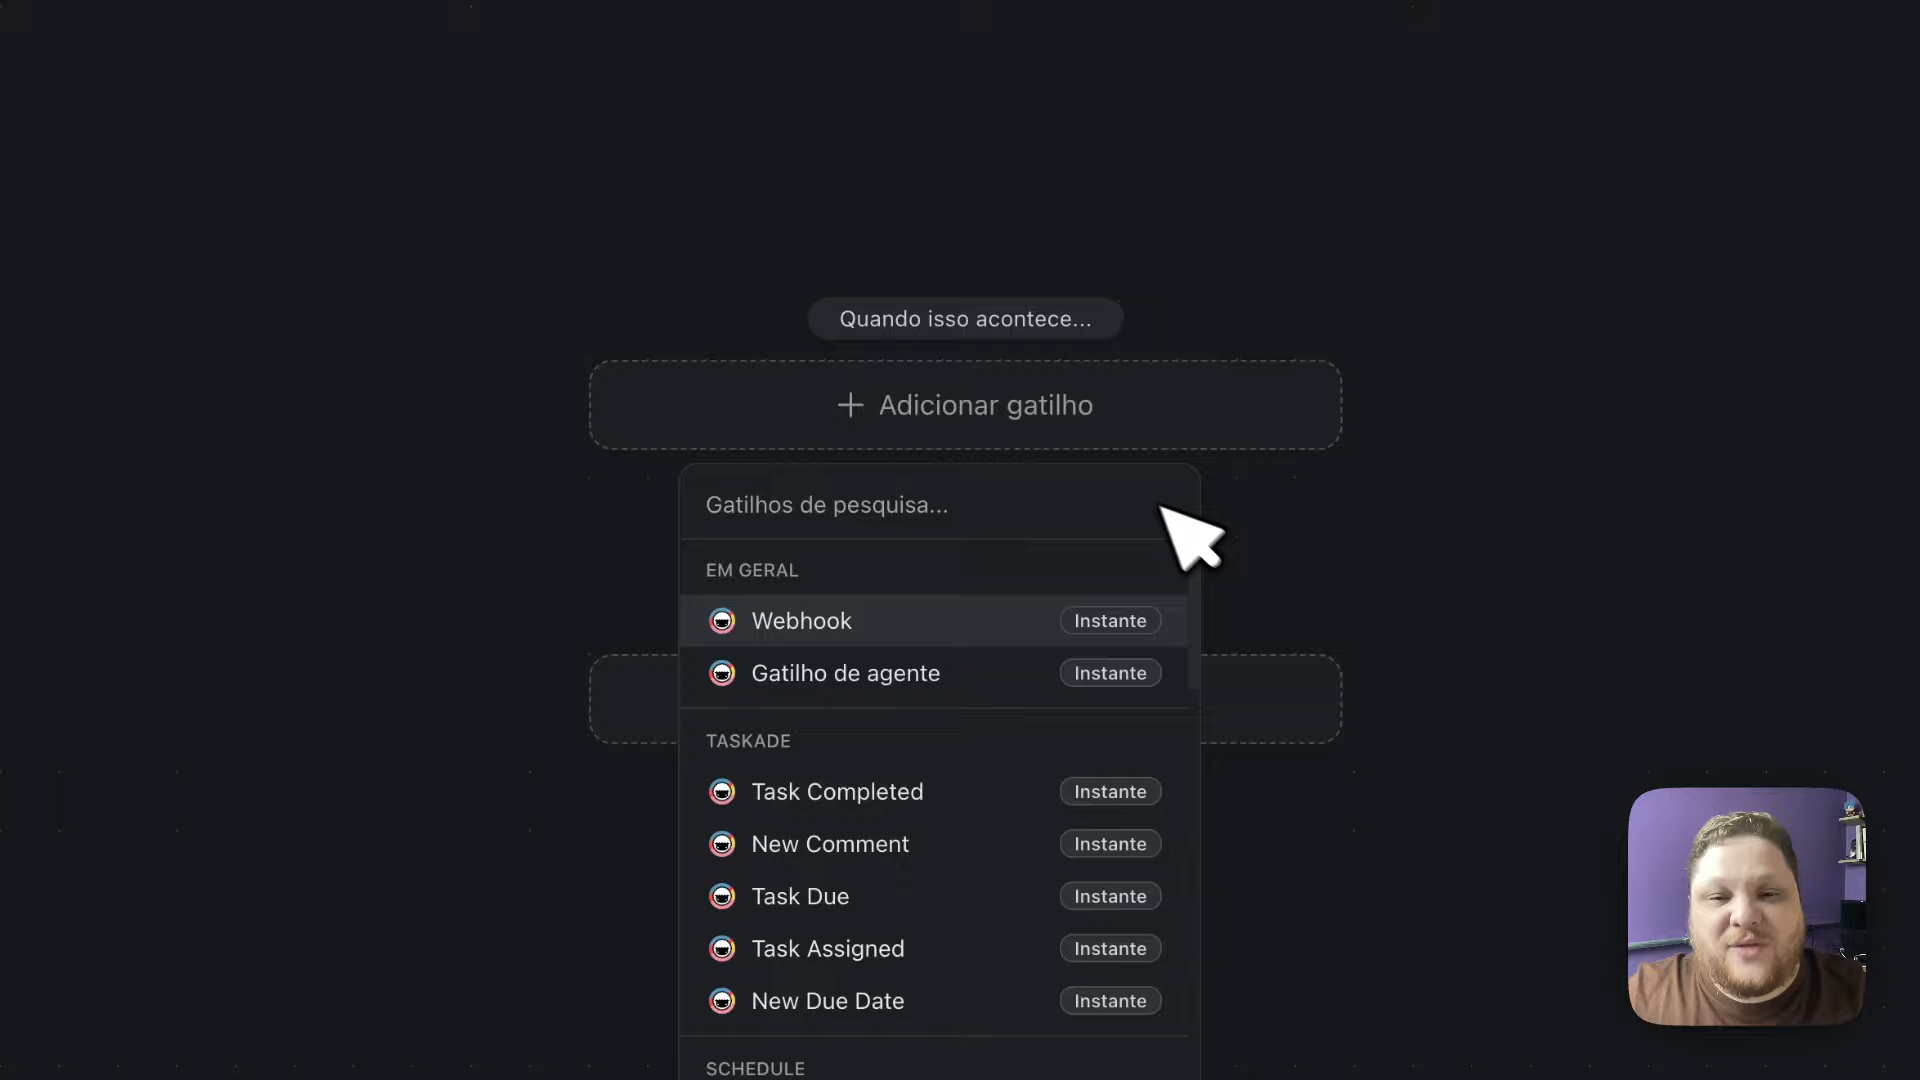 Quando isso acontece...
+ Adicionar gatilho
Gatilhos de pesquisa...
EM GERAL
Webhook Instante
Gatilho de agente Instante
TASKADE
Task Completed Instante
New Comment Instante
Task Due Instante
Task Assigned Instante
New Due Date Instante
SCHEDULE